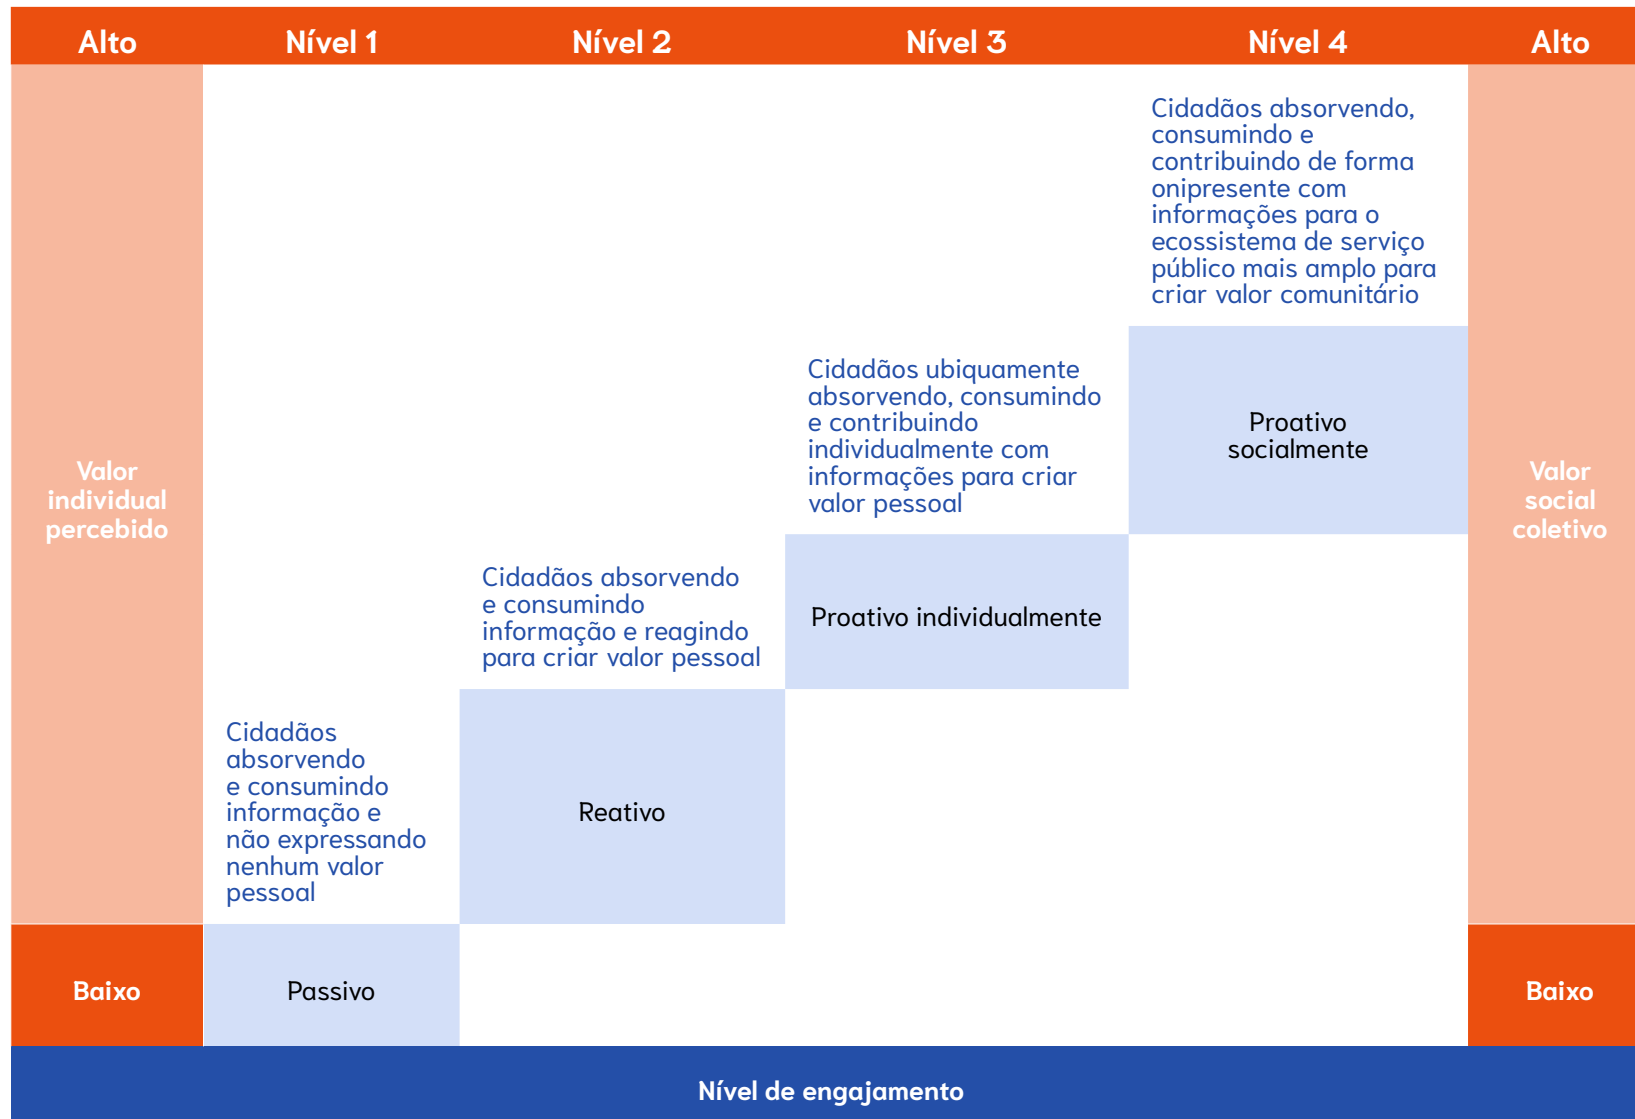 Alto
Nível 1
Nível 2
Nível 3
Nível 4
Alto
Valor
individual
percebido
Baixo
Cidadãos
absorvendo
e consumindo
informação e
não expressando
nenhum valor
pessoal
Passivo
Cidadãos absorvendo
e consumindo
informação e reagindo
para criar valor pessoal
Reativo
Cidadãos ubiquamente
absorvendo, consumindo
e contribuindo
individualmente com
informações para criar
valor pessoal
Proativo individualmente
Cidadãos absorvendo,
consumindo e
contribuindo de forma
onipresente com
informações para o
ecossistema de serviço
público mais amplo para
criar valor comunitário
Proativo
socialmente
Valor
social
coletivo
Baixo
Nível de engajamento